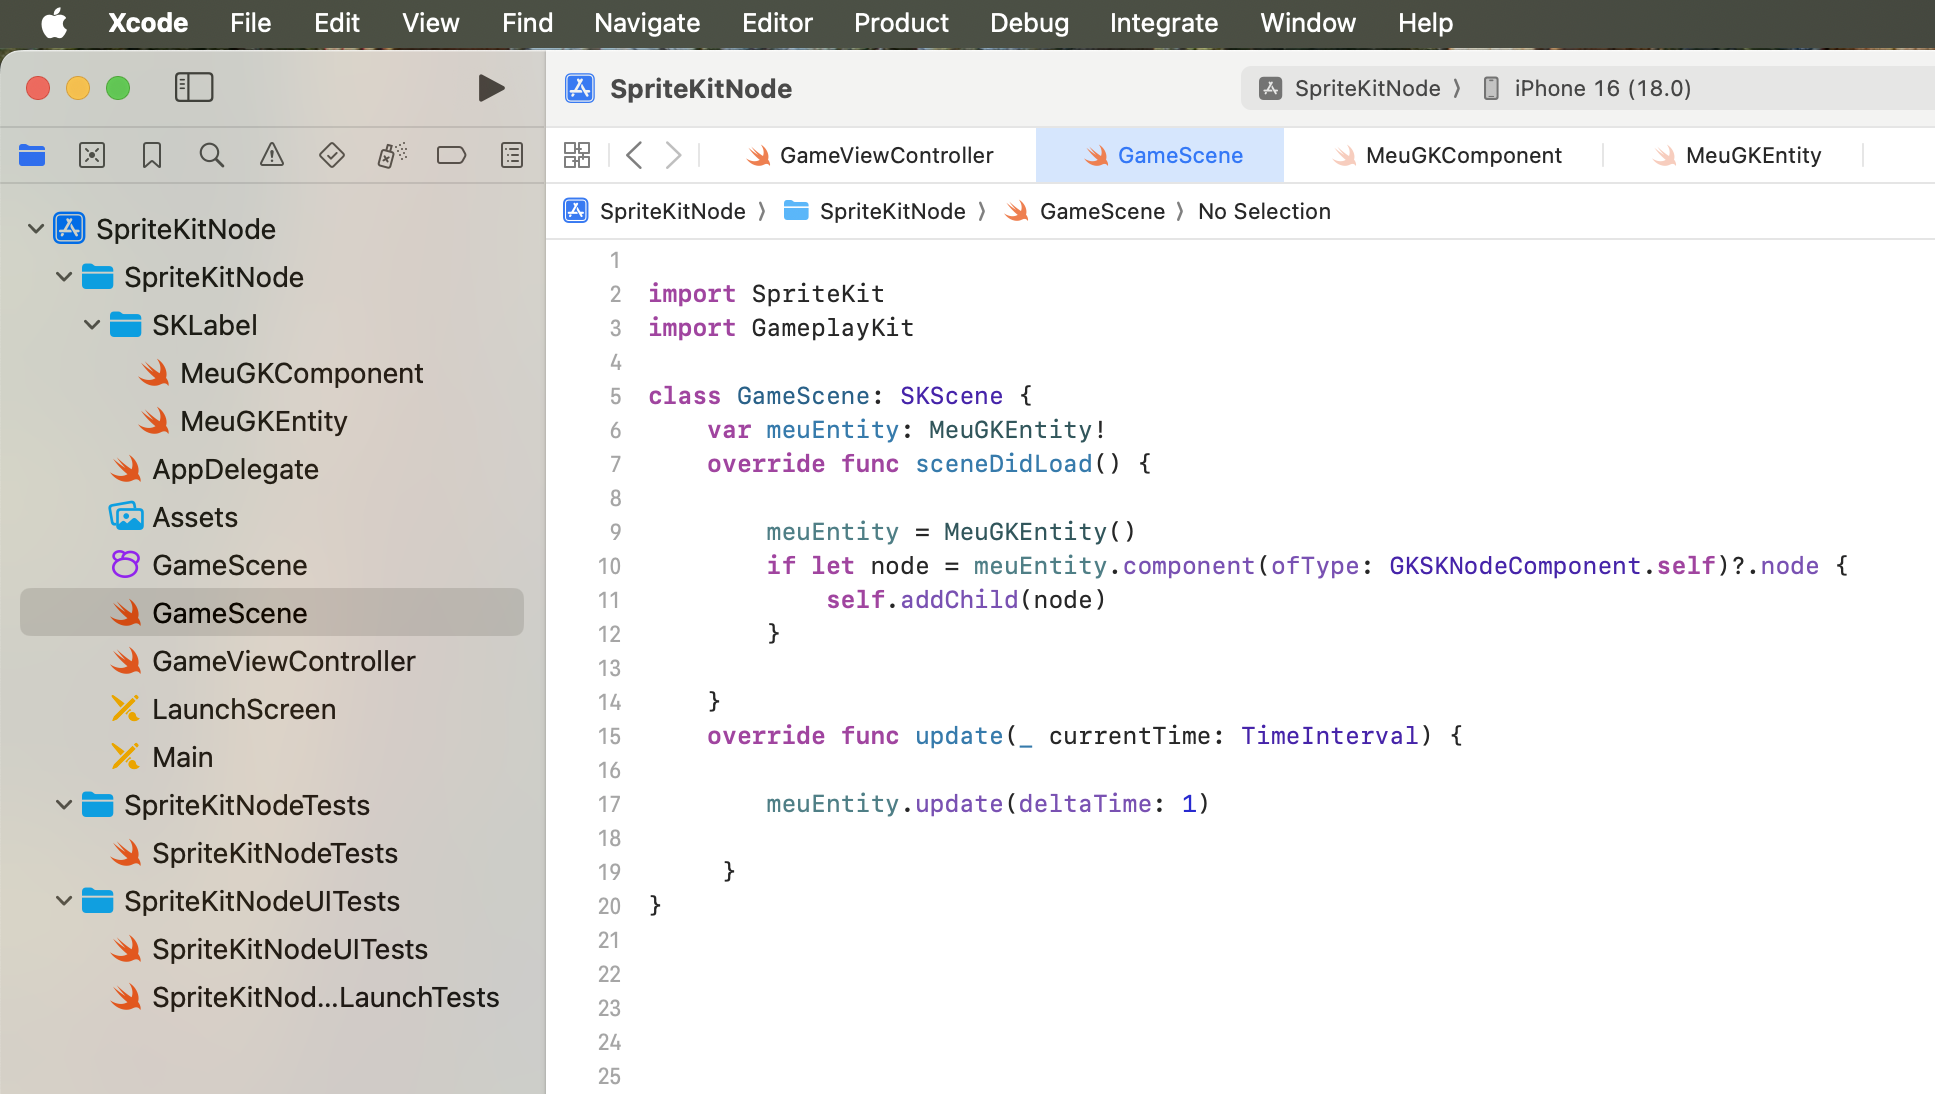 Xcode File Edit View Find Navigate Editor Product Debug Integrate Window Help
SpriteKitNode SpriteKitNode 〉 iPhone 16 (18.0)
GameViewController GameScene MeuGKComponent MeuGKEntity
SpriteKitNode 〉 SpriteKitNode 〉 GameScene 〉 No Selection
SpriteKitNode
SpriteKitNode
SKLabel
MeuGKComponent
MeuGKEntity
AppDelegate
Assets
GameScene
GameScene
GameViewController
LaunchScreen
Main
SpriteKitNodeTests
SpriteKitNodeTests
SpriteKitNodeUITests
SpriteKitNodeUITests
SpriteKitNod...LaunchTests
1
2 import SpriteKit
3 import GameplayKit
4
5 class GameScene: SKScene {
6 var meuEntity: MeuGKEntity!
7 override func sceneDidLoad() {
8
9 meuEntity = MeuGKEntity()
10 if let node = meuEntity.component(ofType: GKSKNodeComponent.self)?.node {
11 self.addChild(node)
12 }
13
14 }
15 override func update(_ currentTime: TimeInterval) {
16
17 meuEntity.update(deltaTime: 1)
18
19 }
20 }
21
22
23
24
25